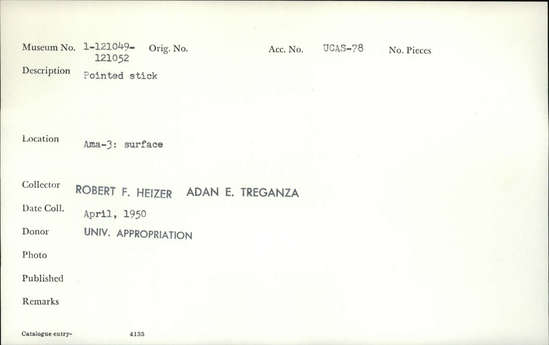 Museum No. 1-121049- Orig. No. Acc. No. UCAS-78 No. Pieces
121052
Description Pointed stick
Location Ama-3: surface
Collector ROBERT F. HEIZER ADAN E. TREGANZA
Date Coll. April, 1950
Donor UNIV. APPROPRIATION
Photo
Published
Remarks
Catalogue entry- 4133